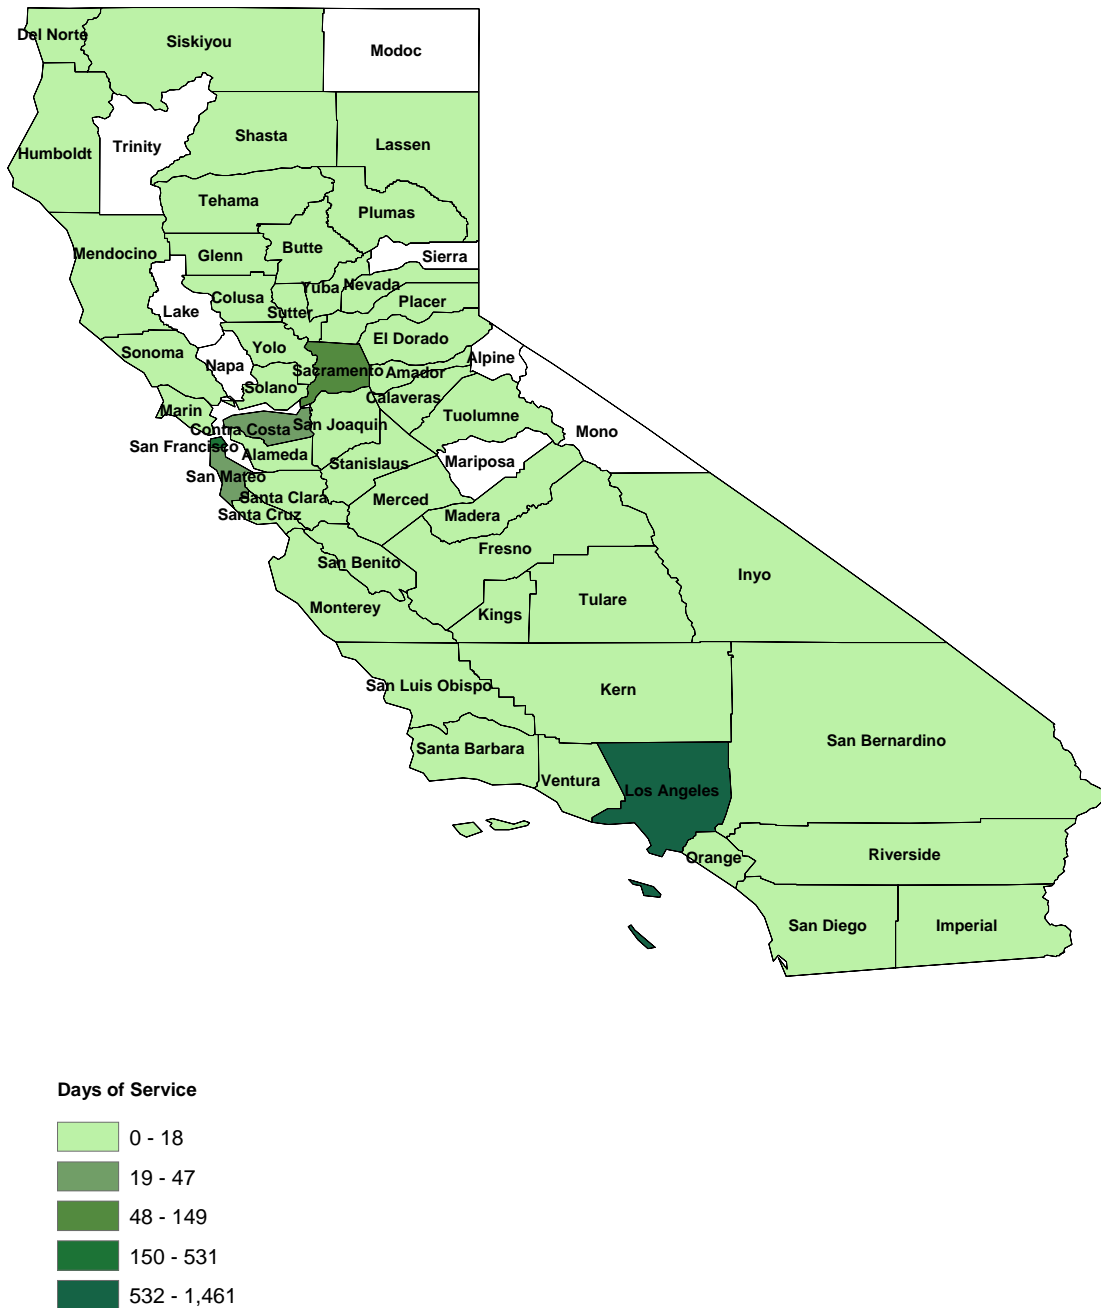 Del Norte
Siskiyou
Modoc
Humboldt
Trinity
Shasta
Lassen
Tehama
Plumas
Mendocino
Glenn
Butte
Sierra
Colusa
Yuba
Nevada
Lake
Sutter
Placer
Sonoma
Yolo
El Dorado
Napa
Solano
Sacramento
Amador
Alpine
Calaveras
Marin
Contra Costa
San Joaquin
Tuolumne
Mono
San Francisco
Alameda
Stanislaus
Mariposa
San Mateo
Santa Clara
Merced
Santa Cruz
Madera
San Benito
Fresno
Inyo
Monterey
Kings
Tulare
San Luis Obispo
Kern
Santa Barbara
San Bernardino
Ventura
Los Angeles
Orange
Riverside
San Diego
Imperial
Days of Service
0 - 18
19 - 47
48 - 149
150 - 531
532 - 1,461